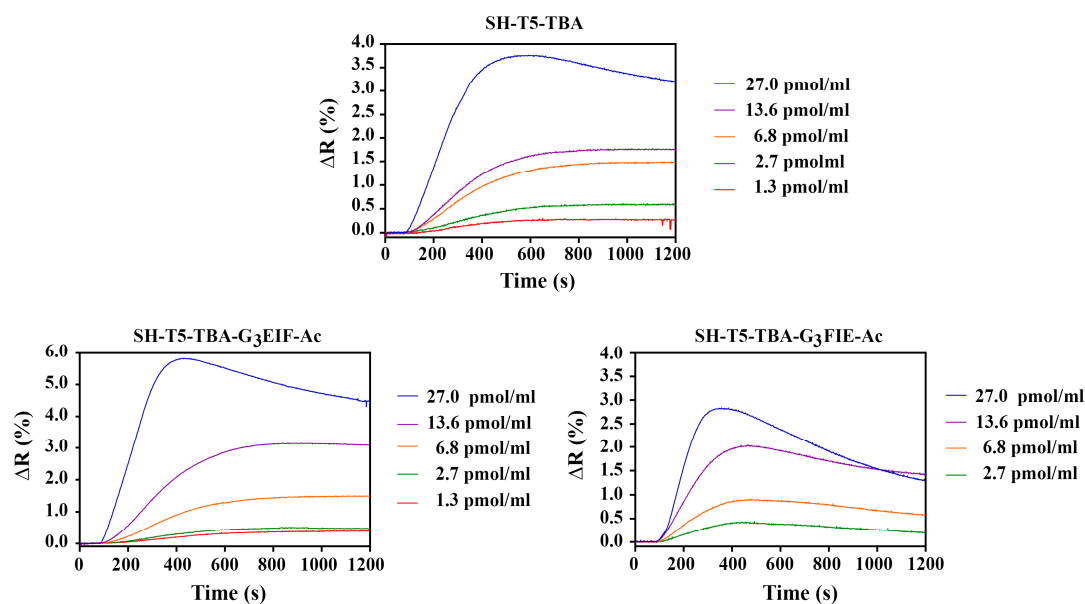 SH-T5-TBA
ΔR (%)
4.0
3.5
3.0
2.5
2.0
1.5
1.0
0.5
0.0
0 200 400 600 800 1000 1200
Time (s)
27.0 pmol/ml
13.6 pmol/ml
6.8 pmol/ml
2.7 pmolml
1.3 pmol/ml
SH-T5-TBA-G3EIF-Ac
ΔR (%)
6.0
5.0
4.0
3.0
2.0
1.0
0.0
0 200 400 600 800 1000 1200
Time (s)
27.0 pmol/ml
13.6 pmol/ml
6.8 pmol/ml
2.7 pmol/ml
1.3 pmol/ml
SH-T5-TBA-G3FIE-Ac
ΔR (%)
4.0
3.5
3.0
2.5
2.0
1.5
1.0
0.5
0.0
0 200 400 600 800 1000 1200
Time (s)
27.0 pmol/ml
13.6 pmol/ml
6.8 pmol/ml
2.7 pmol/ml